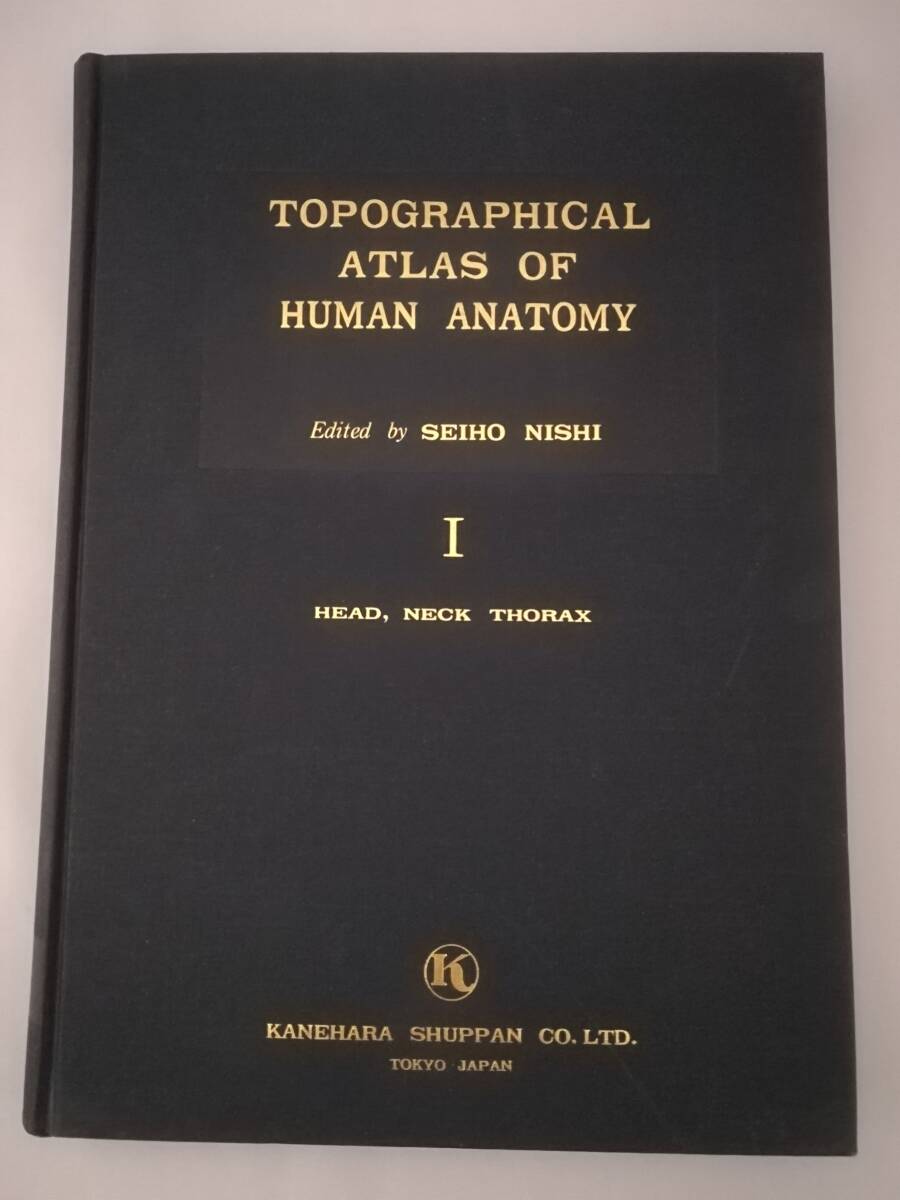 TOPOGRAPHICAL
ATLAS OF
HUMAN ANATOMY
Edited by SEIHO NISHI
I
HEAD, NECK THORAX
K
KANEHARA SHUPPAN CO. LTD.
TOKYO JAPAN